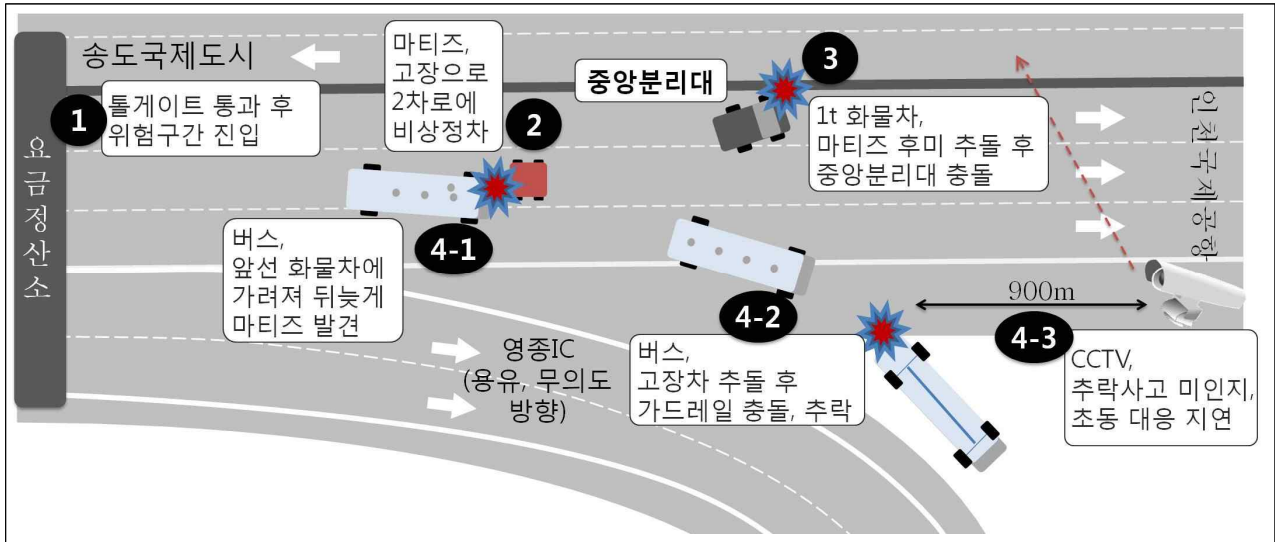 요금정산소
송도국제도시
1
톨게이트 통과 후
위험구간 진입
마티즈,
고장으로
2차로에
비상정차
2
중앙분리대
3
1t 화물차,
마티즈 후미 추돌 후
중앙분리대 충돌
인천국제공항
4-1
버스,
앞선 화물차에
가려져 뒤늦게
마티즈 발견
4-2
버스,
고장차 추돌 후
가드레일 충돌, 추락
영종IC
(용유, 무의도
방향)
900m
4-3
CCTV,
추락사고 미인지,
초동 대응 지연